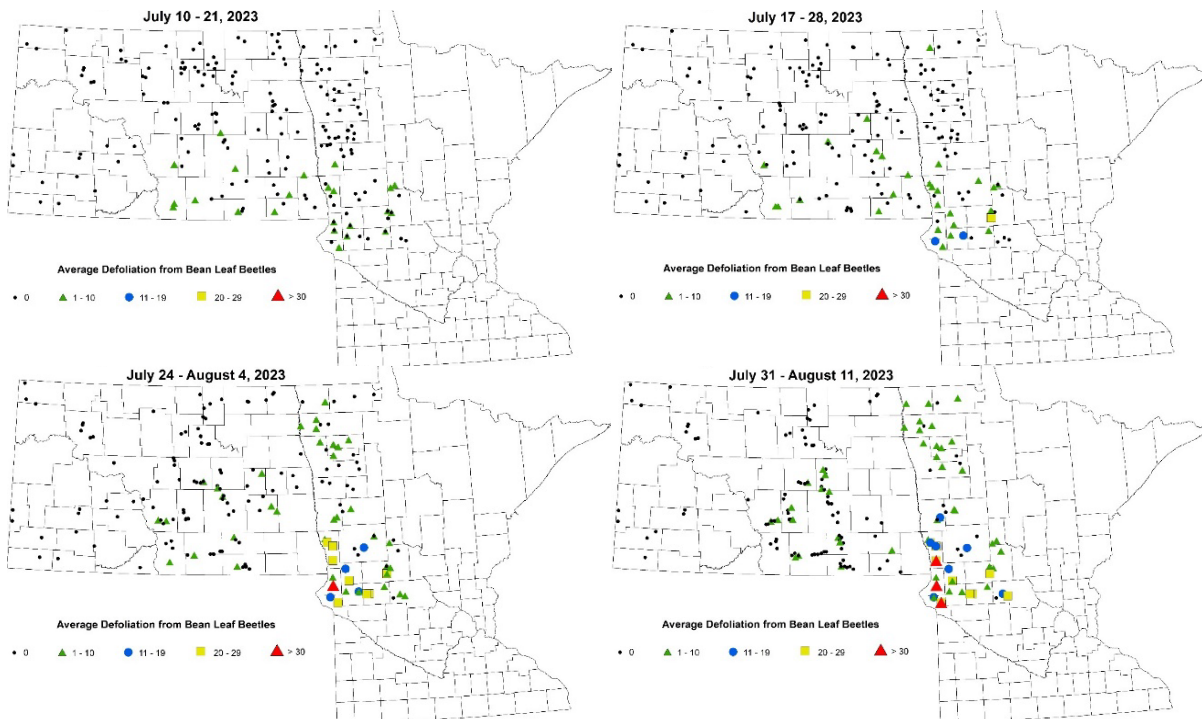 July 10 - 21, 2023
Average Defoliation from Bean Leaf Beetles
0 1 - 10 11 - 19 20 - 29 > 30
July 17 - 28, 2023
Average Defoliation from Bean Leaf Beetles
0 1 - 10 11 - 19 20 - 29 > 30
July 24 - August 4, 2023
Average Defoliation from Bean Leaf Beetles
0 1 - 10 11 - 19 20 - 29 > 30
July 31 - August 11, 2023
Average Defoliation from Bean Leaf Beetles
0 1 - 10 11 - 19 20 - 29 > 30